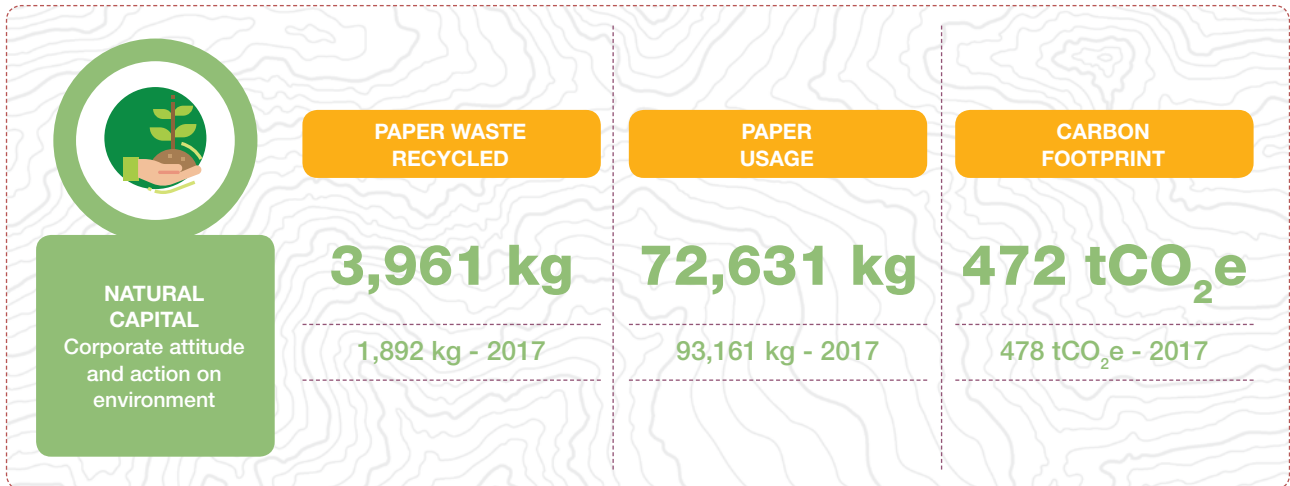 NATURAL
CAPITAL
Corporate attitude
and action on
environment
PAPER WASTE
RECYCLED
3,961 kg
1,892 kg - 2017
PAPER
USAGE
72,631 kg
93,161 kg - 2017
CARBON
FOOTPRINT
472 tCO₂e
478 tCO₂e - 2017